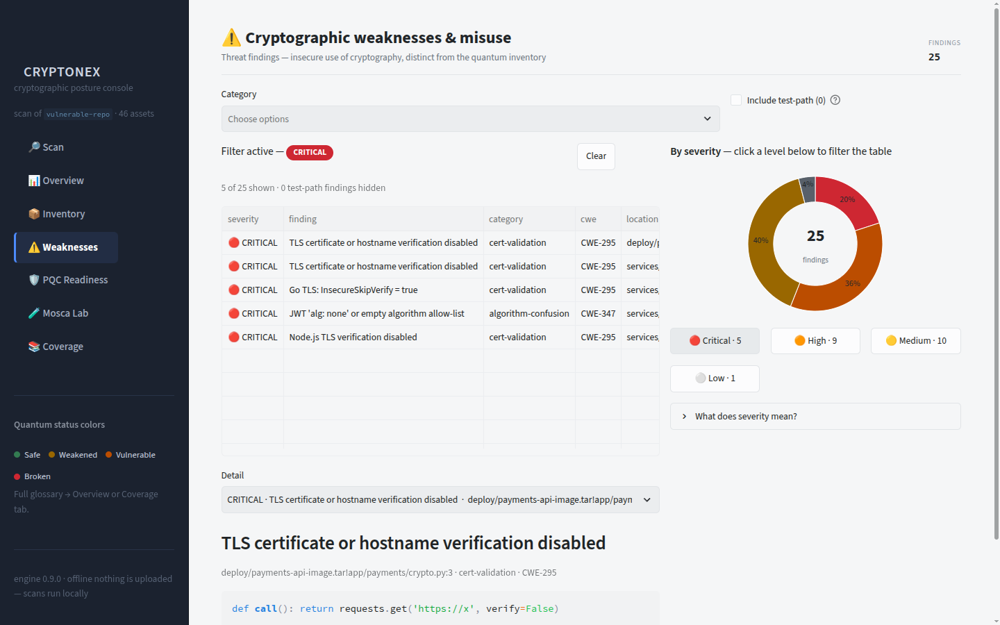 CRYPTONEX
cryptographic posture console
scan of vulnerable-repo · 46 assets
Scan
Overview
Inventory
Weaknesses
PQC Readiness
Mosca Lab
Coverage
Quantum status colors
Safe Weakened Vulnerable
Broken
Full glossary → Overview or Coverage
tab.
engine 0.9.0 · offline nothing is uploaded
— scans run locally
Cryptographic weaknesses & misuse
Threat findings — insecure use of cryptography, distinct from the quantum inventory
FINDINGS
25
Category
Choose options
Include test-path (0)
Filter active — CRITICAL
Clear
5 of 25 shown · 0 test-path findings hidden
severity finding category cwe location
CRITICAL TLS certificate or hostname verification disabled cert-validation CWE-295 deploy/p
CRITICAL TLS certificate or hostname verification disabled cert-validation CWE-295 services/
CRITICAL Go TLS: InsecureSkipVerify = true cert-validation CWE-295 services/
CRITICAL JWT 'alg: none' or empty algorithm allow-list algorithm-confusion CWE-347 services/
CRITICAL Node.js TLS verification disabled cert-validation CWE-295 services/
By severity — click a level below to filter the table
4%
20%
40%
36%
25
findings
Critical · 5
High · 9
Medium · 10
Low · 1
What does severity mean?
Detail
CRITICAL · TLS certificate or hostname verification disabled · deploy/payments-api-image.tar!app/payn
TLS certificate or hostname verification disabled
deploy/payments-api-image.tar!app/payments/crypto.py:3 · cert-validation · CWE-295
def call(): return requests.get('https://x', verify=False)